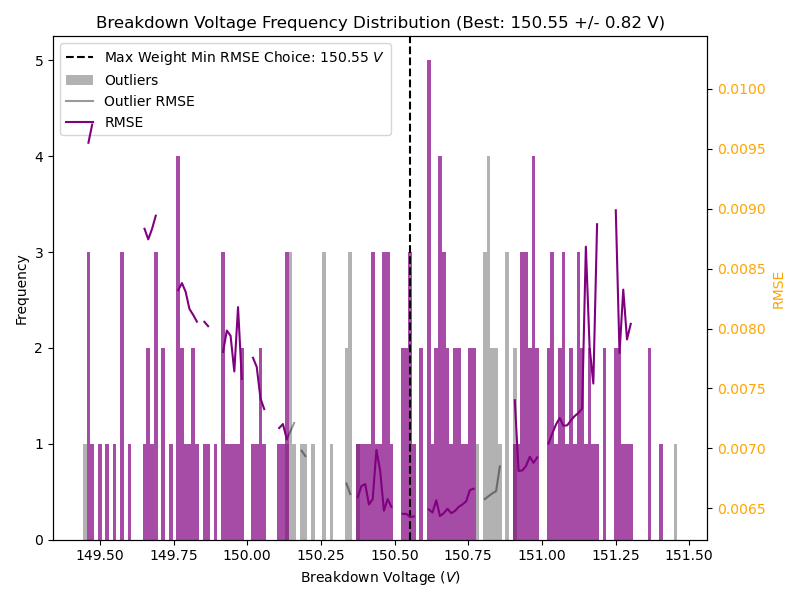 Breakdown Voltage Frequency Distribution (Best: 150.55 +/- 0.82 V)
Max Weight Min RMSE Choice: 150.55 V
Outliers
Outlier RMSE
RMSE
Frequency
5
4
3
2
1
0
0.0100
0.0095
0.0090
0.0085
0.0080
0.0075
0.0070
0.0065
RMSE
149.50 149.75 150.00 150.25 150.50 150.75 151.00 151.25 151.50
Breakdown Voltage (V)